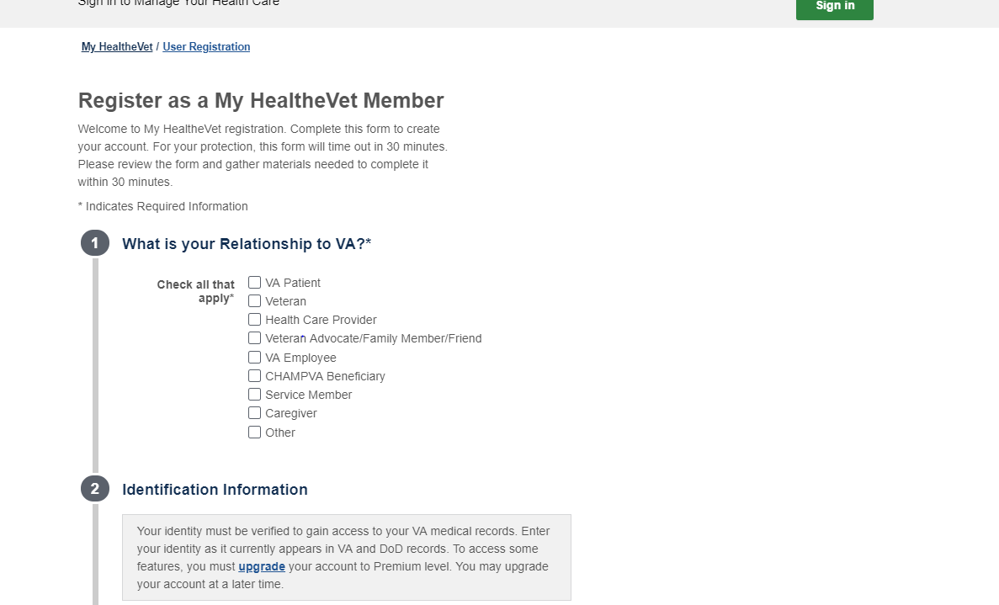 Sign in to Manage Your Health Care
Sign in
My HealtheVet / User Registration
Register as a My HealtheVet Member
Welcome to My HealtheVet registration. Complete this form to create
your account. For your protection, this form will time out in 30 minutes.
Please review the form and gather materials needed to complete it
within 30 minutes.
* Indicates Required Information
1 What is your Relationship to VA?*
Check all that
apply*
VA Patient
Veteran
Health Care Provider
Veteran Advocate/Family Member/Friend
VA Employee
CHAMPVA Beneficiary
Service Member
Caregiver
Other
2 Identification Information
Your identity must be verified to gain access to your VA medical records. Enter
your identity as it currently appears in VA and DoD records. To access some
features, you must upgrade your account to Premium level. You may upgrade
your account at a later time.